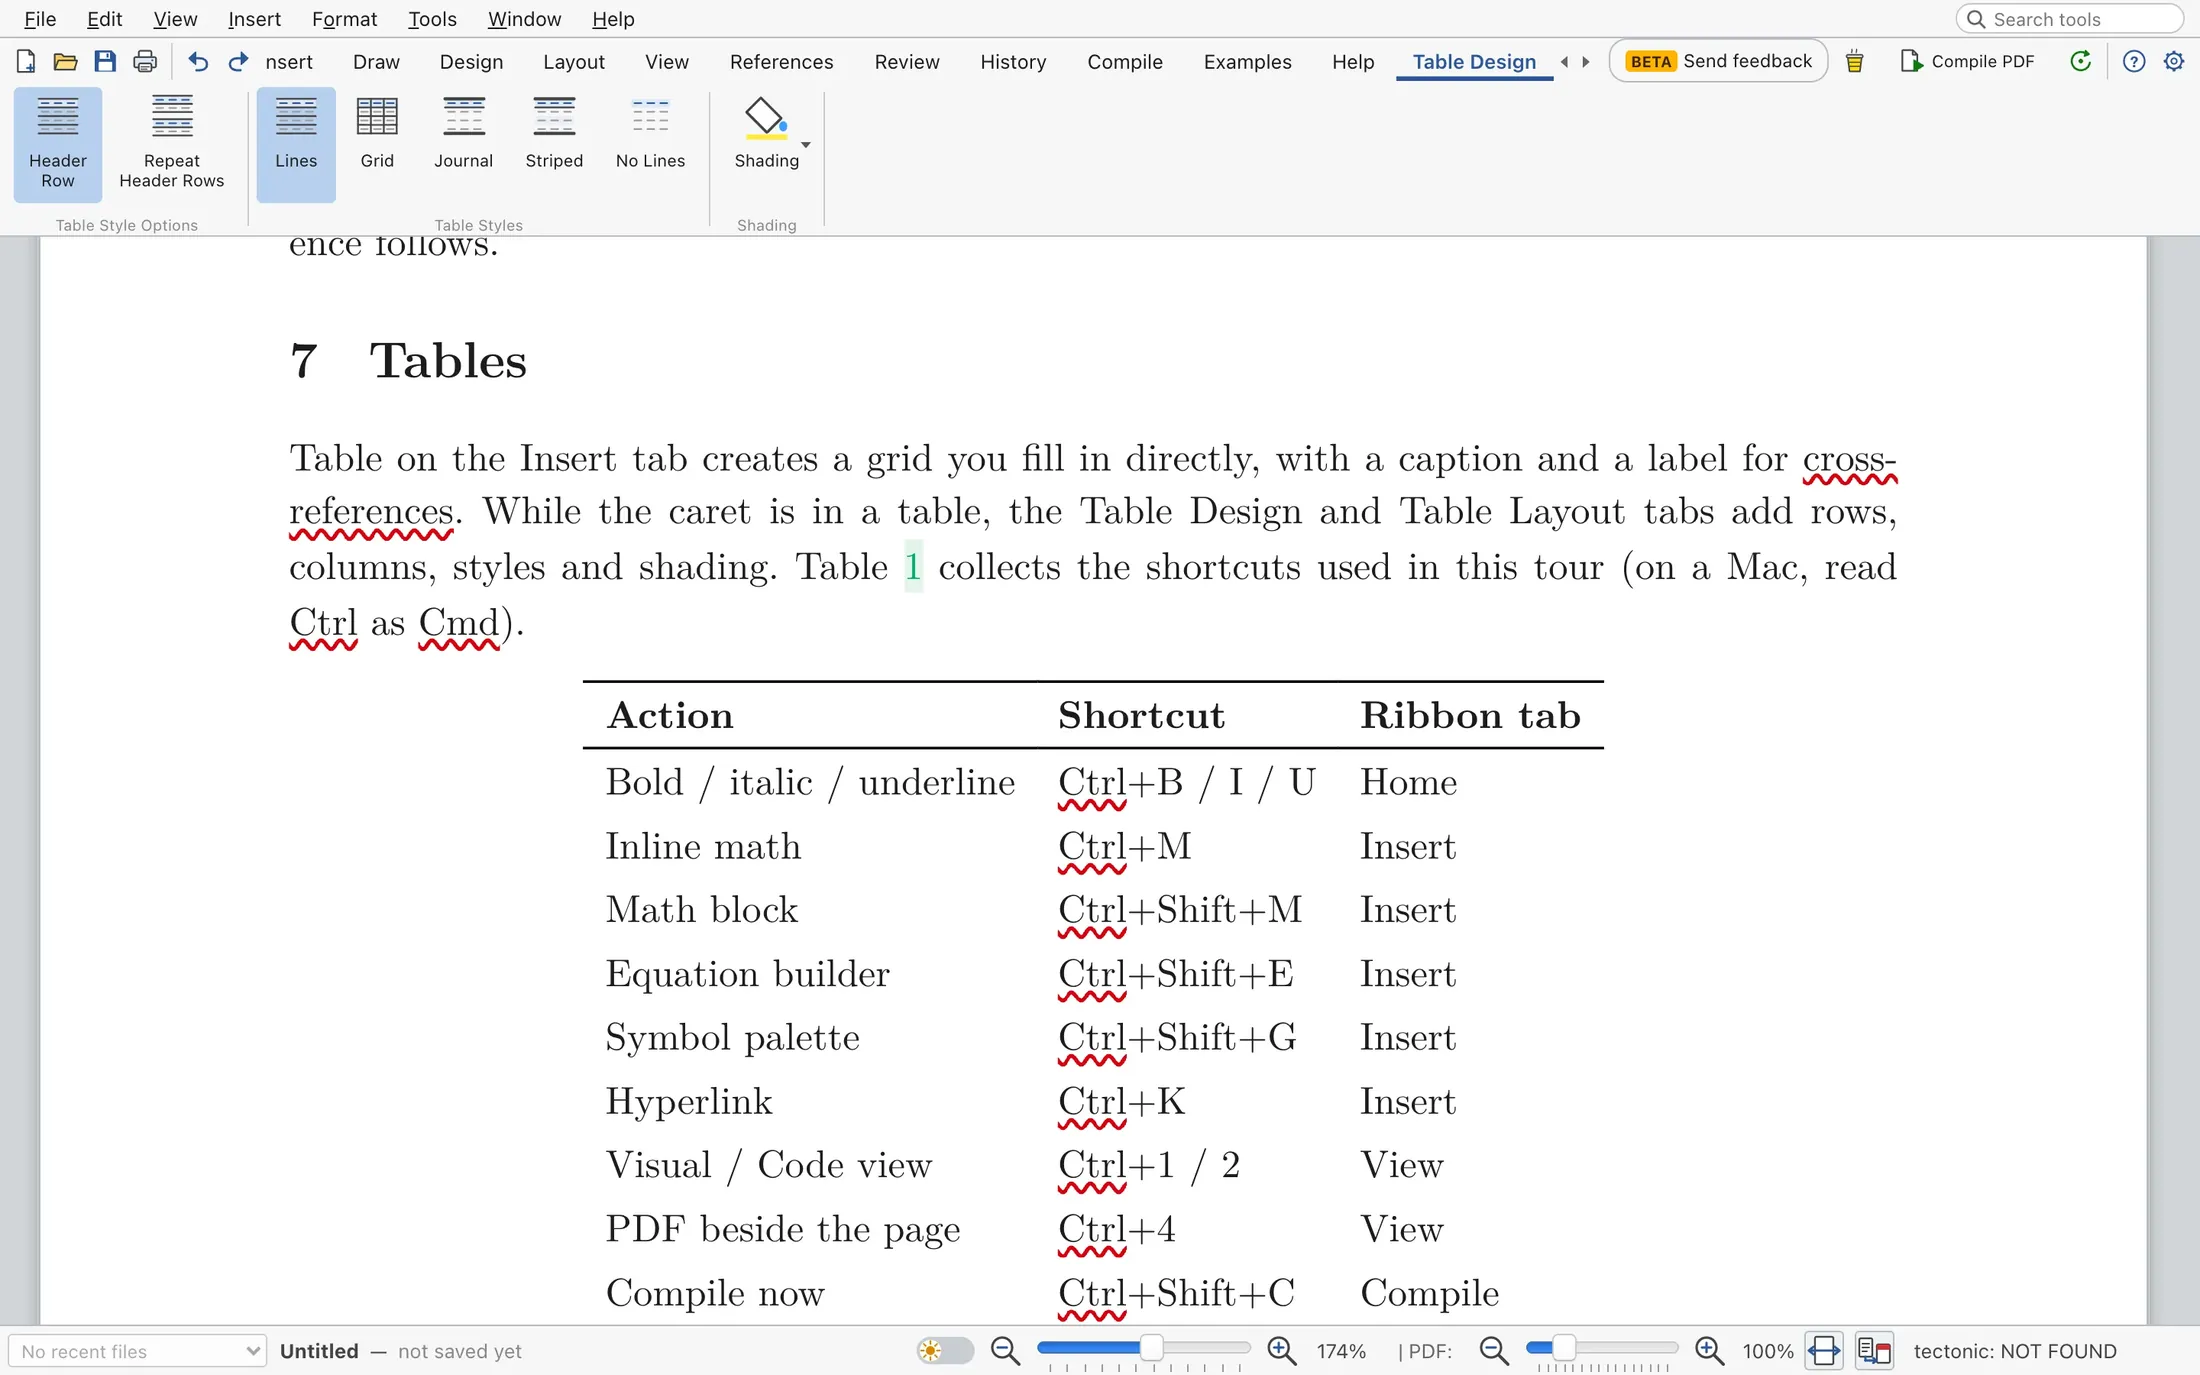 File Edit View Insert Format Tools Window Help Search tools
nsert Draw Design Layout View References Review History Compile Examples Help Table Design BETA Send feedback Compile PDF
Header Row Repeat Header Rows Lines Grid Journal Striped No Lines Shading
Table Style Options Table Styles Shading
ence follows.
7 Tables
Table on the Insert tab creates a grid you fill in directly, with a caption and a label for cross-
references. While the caret is in a table, the Table Design and Table Layout tabs add rows,
columns, styles and shading. Table 1 collects the shortcuts used in this tour (on a Mac, read
Ctrl as Cmd).
Action Shortcut Ribbon tab
Bold / italic / underline Ctrl+B / I / U Home
Inline math Ctrl+M Insert
Math block Ctrl+Shift+M Insert
Equation builder Ctrl+Shift+E Insert
Symbol palette Ctrl+Shift+G Insert
Hyperlink Ctrl+K Insert
Visual / Code view Ctrl+1 / 2 View
PDF beside the page Ctrl+4 View
Compile now Ctrl+Shift+C Compile
No recent files Untitled — not saved yet 174% | PDF: 100% tectonic: NOT FOUND